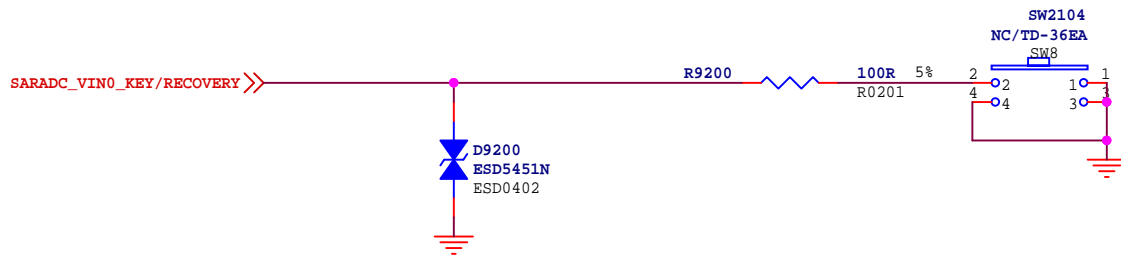 SW2104
NC/TD-36EA
SW8
SARADC_VIN0_KEY/RECOVERY
R9200
100R
5%
R0201
2
2
4
4
1
1
3
3
D9200
ESD5451N
ESD0402